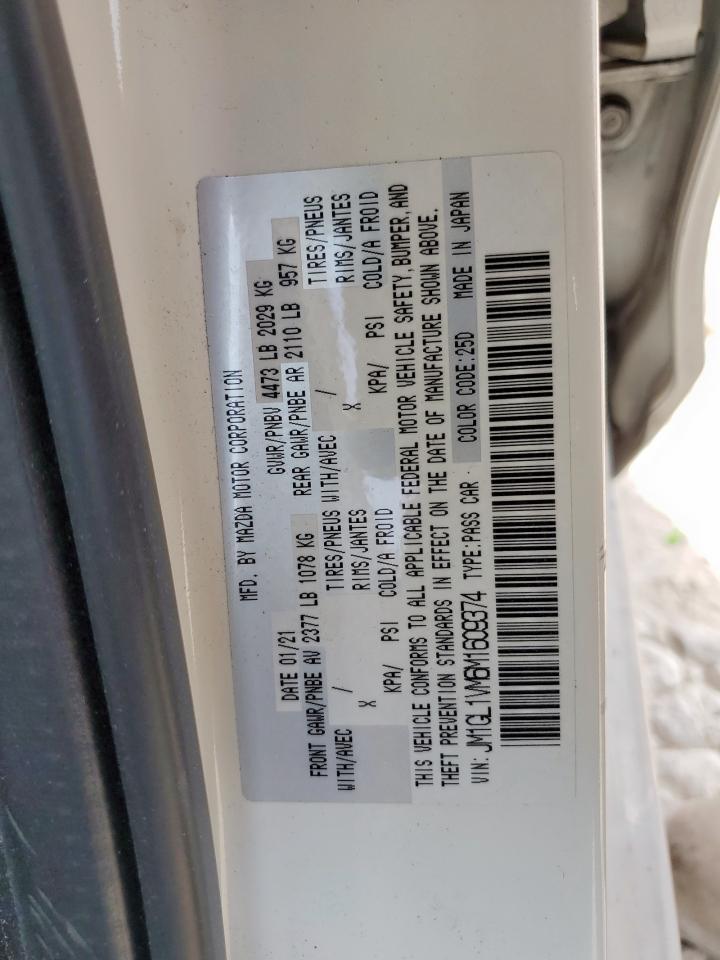 MFD. BY MAZDA MOTOR CORPORATION
DATE 01/21 GVWR/PNBV 4473 LB 2029 KG
FRONT GAWR/PNBE AV 2377 LB 1078 KG REAR GAWR/PNBE AR 2110 LB 957 KG
WITH/AVEC / TIRES/PNEUS WITH/AVEC / TIRES/PNEUS
X RIMS/JANTES X RIMS/JANTES
KPA/ PSI COLD/A FROID KPA/ PSI COLD/A FROID
THIS VEHICLE CONFORMS TO ALL APPLICABLE FEDERAL MOTOR VEHICLE SAFETY, BUMPER, AND
THEFT PREVENTION STANDARDS IN EFFECT ON THE DATE OF MANUFACTURE SHOWN ABOVE.
VIN: JM1GL1VM6M1609374 TYPE:PASS CAR COLOR CODE:25D MADE IN JAPAN